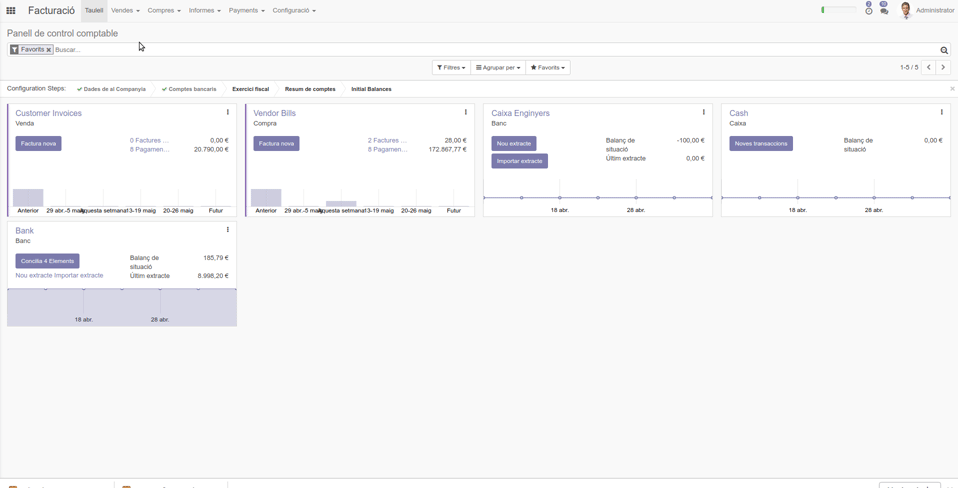 Facturació Taulell Vendes Compres Informes Payments Configuració Administrator
Panell de control comptable
Favorits Buscar...
Filtres Agrupar per Favorits 1-5 / 5
Configuration Steps: Dades de al Companyia Comptes bancaris Exercici fiscal Resum de comptes Initial Balances
Customer Invoices
Venda
Factura nova
0 Factures ... 0,00 €
8 Pagamen... 20.790,00 €
Anterior 29 abr.-5 maig Aquesta setmana 13-19 maig 20-26 maig Futur
Vendor Bills
Compra
Factura nova
2 Factures ... 28,00 €
8 Pagamen... 172.867,77 €
Anterior 29 abr.-5 maig Aquesta setmana 13-19 maig 20-26 maig Futur
Caixa Enginyers
Banc
Nou extracte
Importar extracte
Balanç de situació -100,00 €
Últim extracte 0,00 €
18 abr. 28 abr.
Cash
Caixa
Noves transaccions
Balanç de situació 0,00 €
18 abr. 28 abr.
Bank
Banc
Concilia 4 Elements
Nou extracte Importar extracte
Balanç de situació 185,79 €
Últim extracte 8.998,20 €
18 abr. 28 abr.